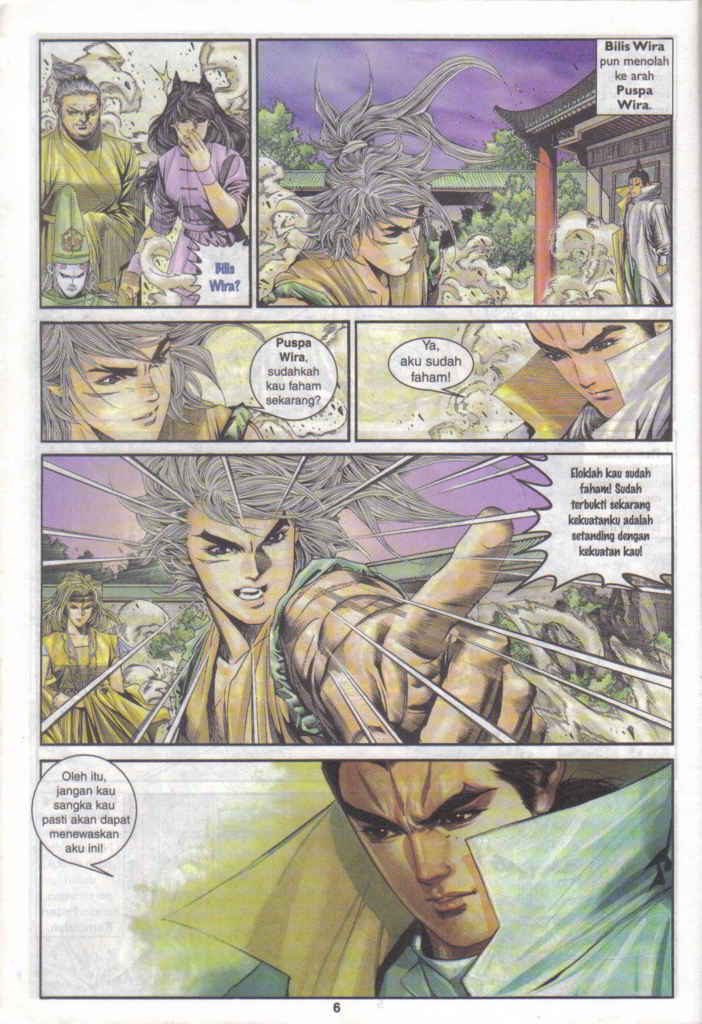 Bilis
Wira?
Bilis Wira
pun menolah
ke arah
Puspa
Wira.
Puspa
Wira,
sudahkah
kau faham
sekarang?
Ya,
aku sudah
faham!
Eloklah kau sudah
faham! Sudah
terbukti sekarang
kekuatanku adalah
setanding dengan
kekuatan kau!
Oleh itu,
jangan kau
sangka kau
pasti akan dapat
menewaskan
aku ini!
6